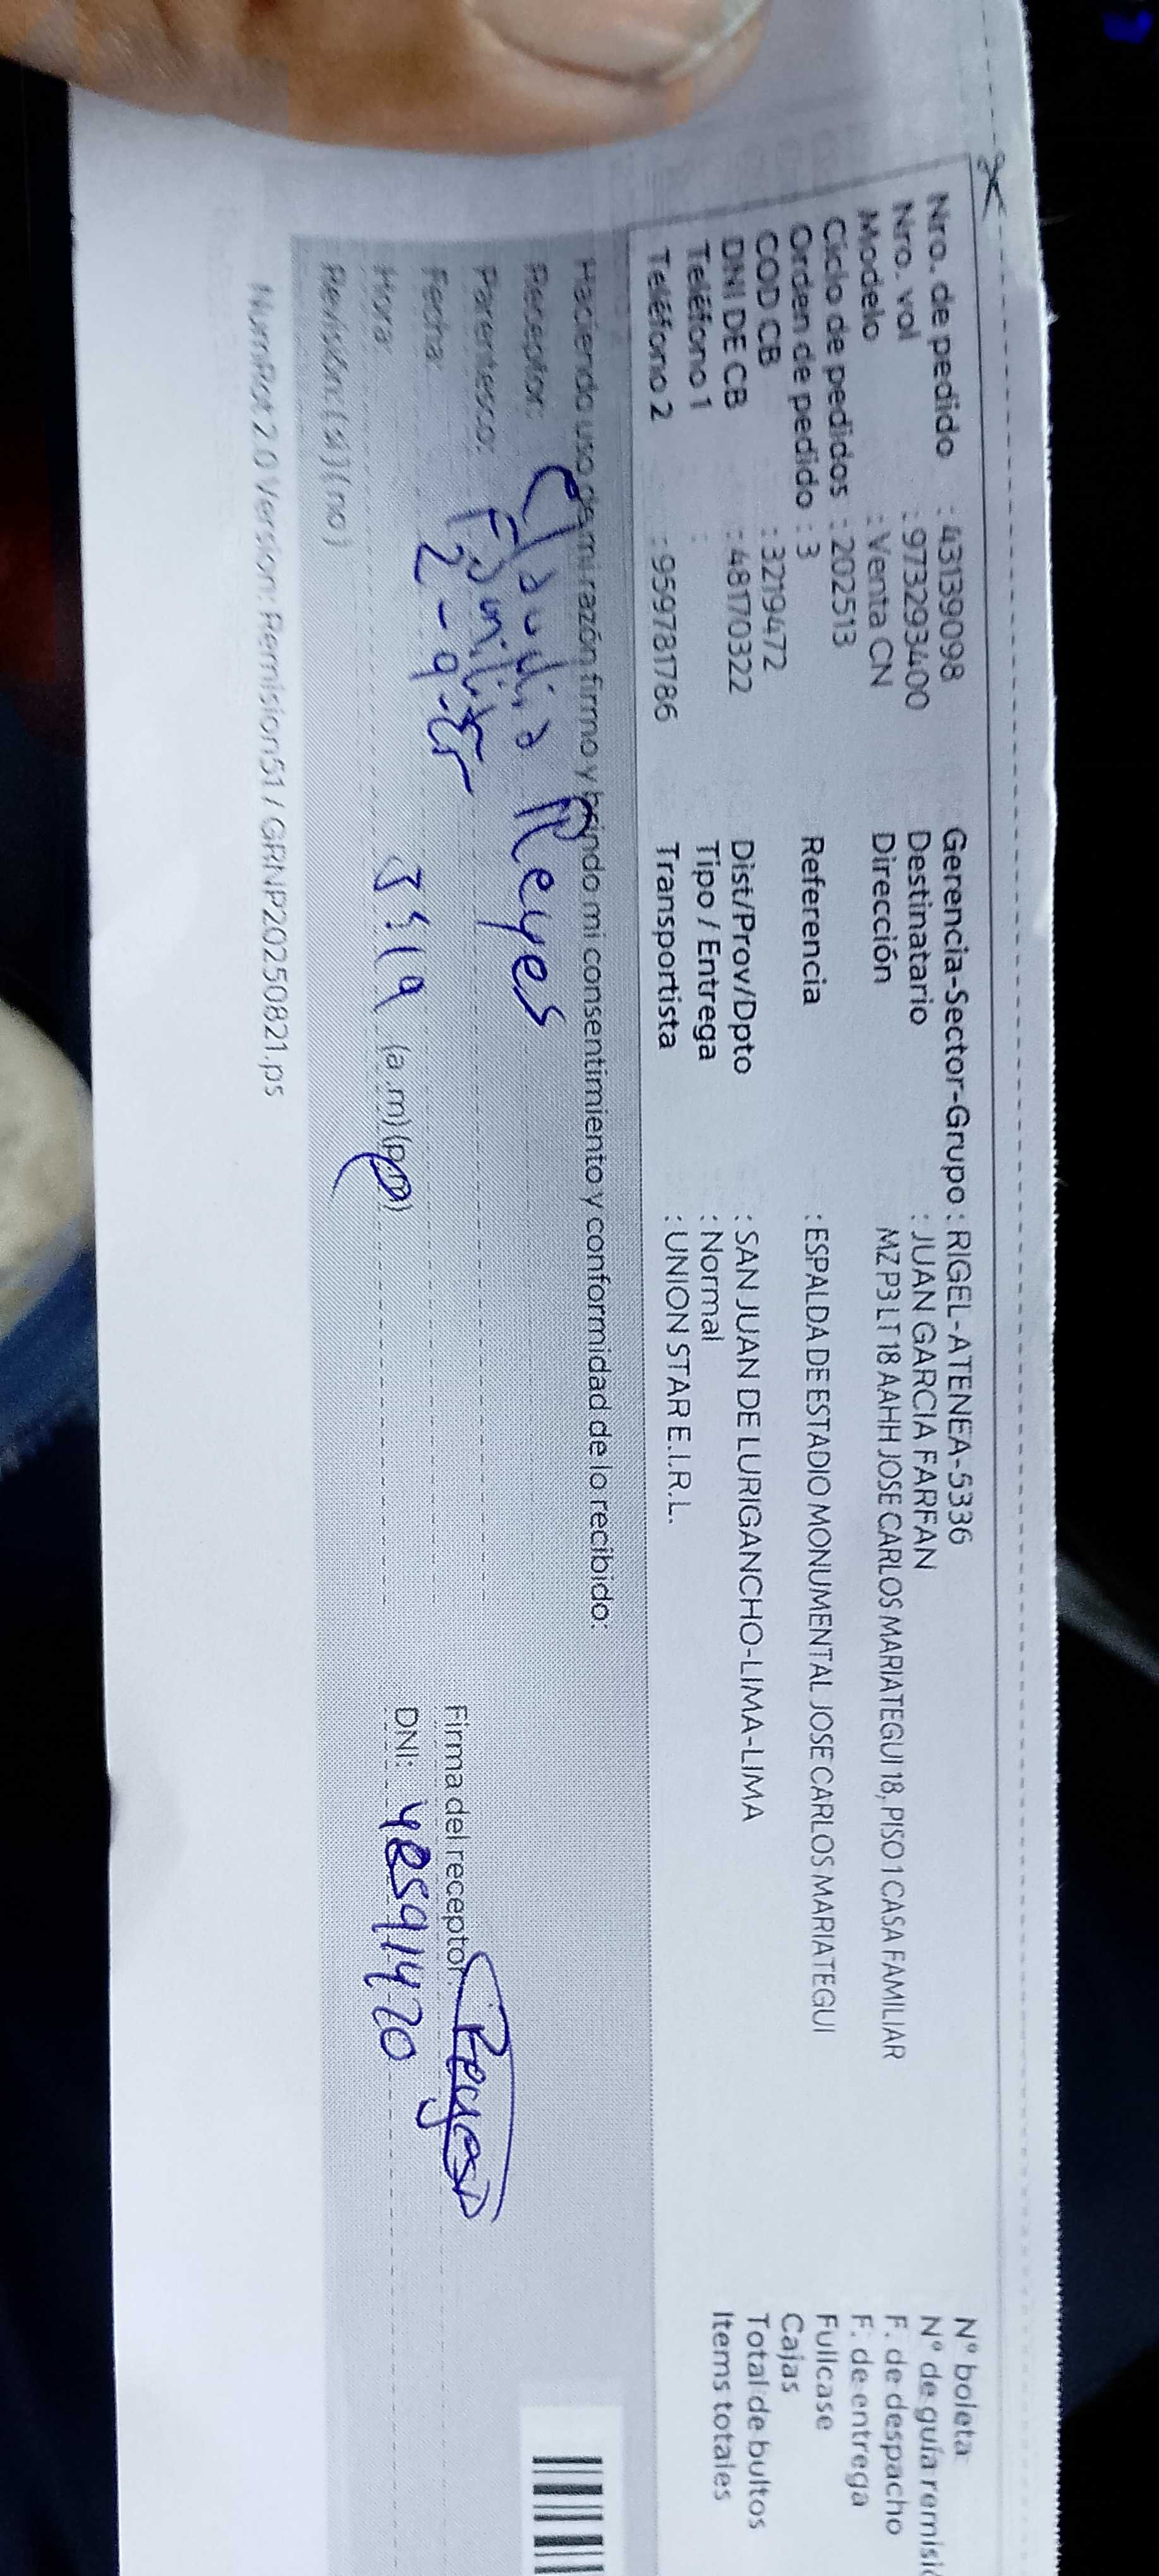 Nro. de pedido : 43139098
Nro. vol : 973293400
Modelo : Venta CN
Ciclo de pedidos : 202513
Orden de pedido : 3
COD CB : 3219472
DNI DE CB : 48170322
Teléfono 1 :
Teléfono 2 : 959781786
Gerencia-Sector-Grupo : RIGEL-ATENEA-5336
Destinatario : JUAN GARCIA FARFAN
Dirección MZ P3 LT 18 AAHH JOSE CARLOS MARIATEGUI 18, PISO 1 CASA FAMILIAR
Referencia : ESPALDA DE ESTADIO MONUMENTAL JOSE CARLOS MARIATEGUI
Dist/Prov/Dpto : SAN JUAN DE LURIGANCHO-LIMA-LIMA
Tipo / Entrega : Normal
Transportista : UNION STAR E.I.R.L.
N° boleta
N° de guía
F. de despacho
F. de entrega
Fullcase
Cajas
Total de bultos
Items totales
Haciendo uso de mi razón firmo y brindo mi consentimiento y conformidad de lo recibido:
Receptor: Claudia Reyes
Parentesco: Familiar
Fecha: 2-9-
Hora: (a.m) (p.m)
Revisión: (si) (no)
Firma del receptor Reyes
DNI:
NumRot 2.0 Version: Remision51 / GRNP20250821.ps